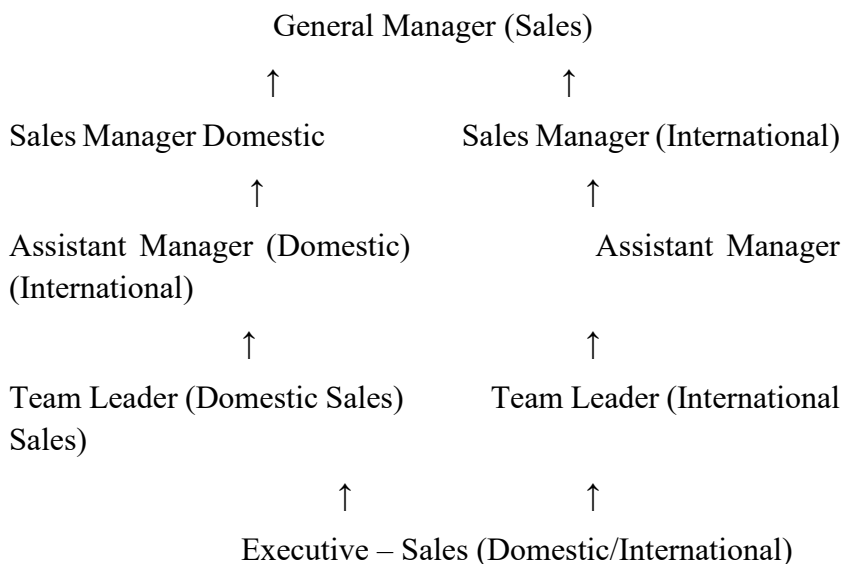 General Manager (Sales)
↑ ↑
Sales Manager Domestic Sales Manager (International)
↑ ↑
Assistant Manager (Domestic) Assistant Manager
(International)
↑ ↑
Team Leader (Domestic Sales) Team Leader (International
Sales)
↑ ↑
Executive – Sales (Domestic/International)